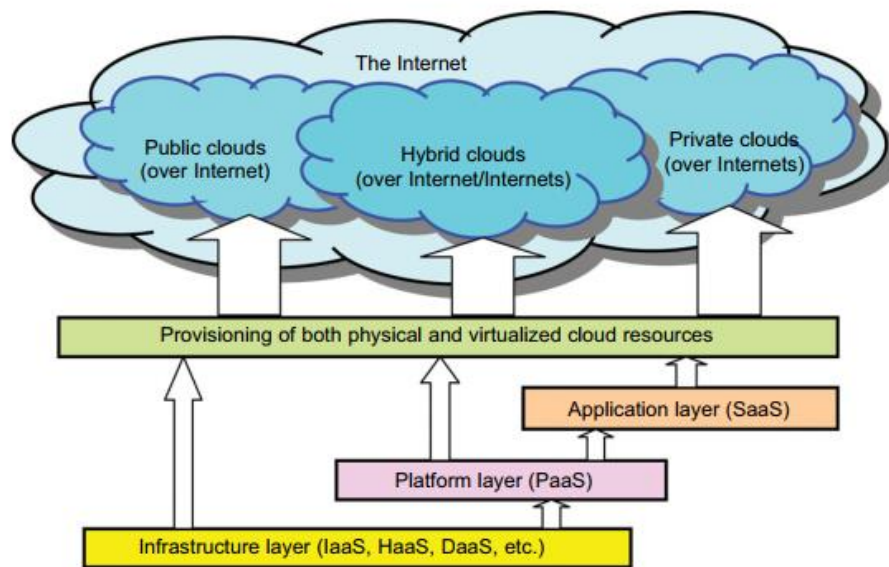 The Internet
Public clouds
(over Internet)
Hybrid clouds
(over Internet/Internets)
Private clouds
(over Internets)
Provisioning of both physical and virtualized cloud resources
Application layer (SaaS)
Platform layer (PaaS)
Infrastructure layer (IaaS, HaaS, DaaS, etc.)